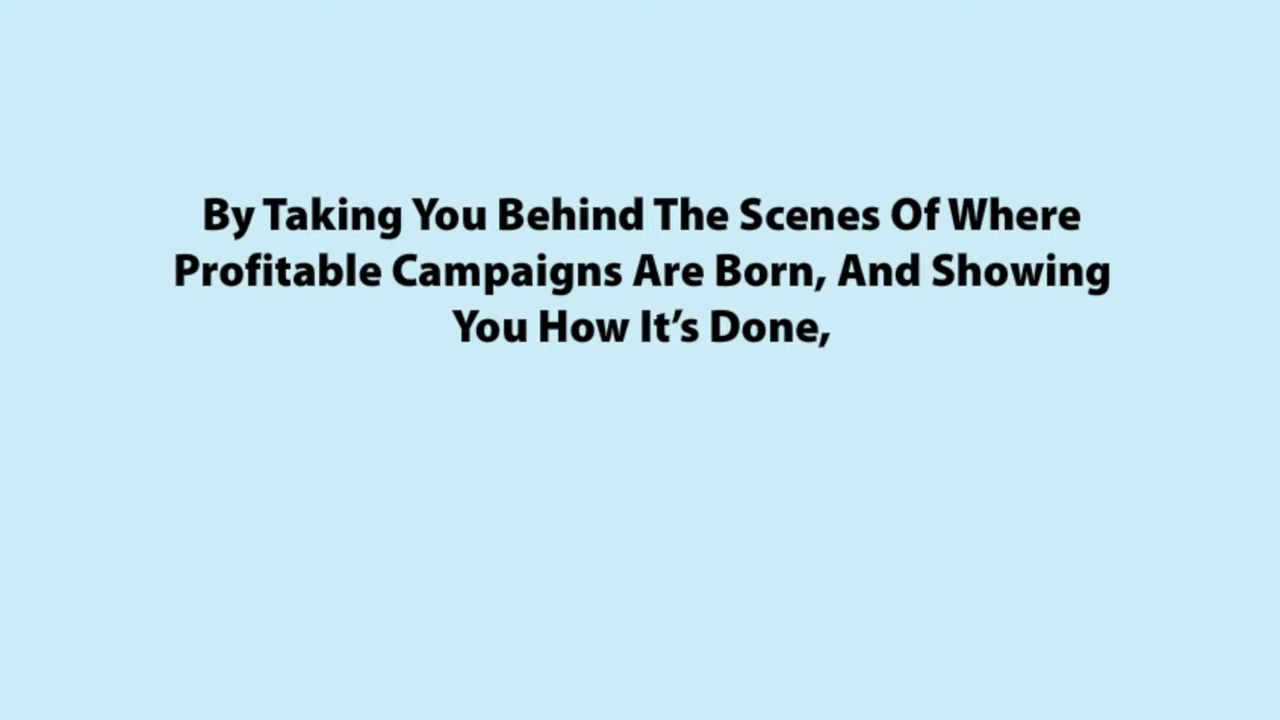 By Taking You Behind The Scenes Of Where
Profitable Campaigns Are Born, And Showing
You How It’s Done,